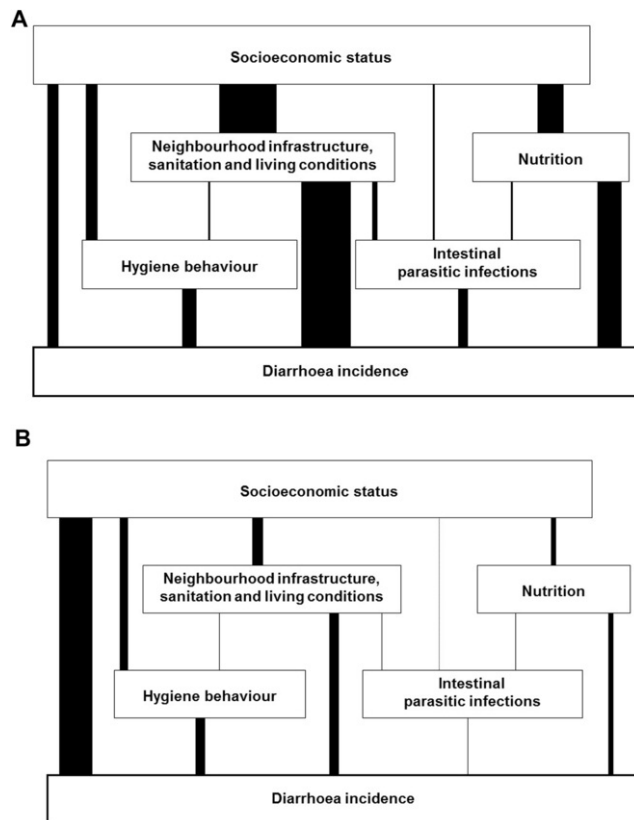 A
Socioeconomic status
Neighbourhood infrastructure,
sanitation and living conditions
Nutrition
Hygiene behaviour
Intestinal
parasitic infections
Diarrhoea incidence
B
Socioeconomic status
Neighbourhood infrastructure,
sanitation and living conditions
Nutrition
Hygiene behaviour
Intestinal
parasitic infections
Diarrhoea incidence